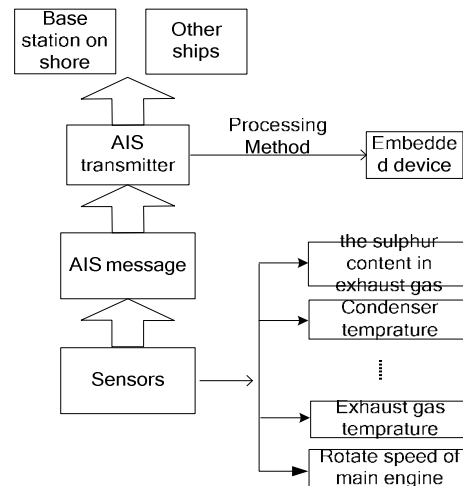 Base
station on
shore
Other
ships
AIS
transmitter
Processing
Method
Embedde
d device
AIS message
the sulphur
content in
exhaust gas
Condenser
temprature
Sensors
Exhaust gas
temprature
Rotate speed of
main engine